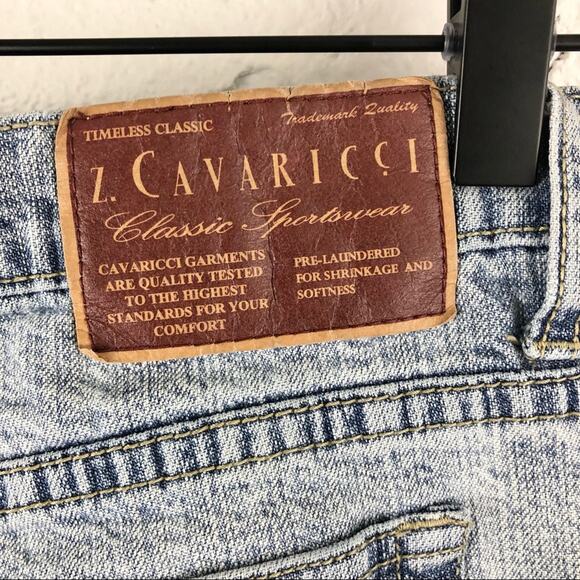 TIMELESS CLASSIC
Trademark Quality
Z. CAVARICCI
Classic Sportswear
CAVARICCI GARMENTS
ARE QUALITY TESTED
TO THE HIGHEST
STANDARDS FOR YOUR
COMFORT
PRE-LAUNDERED
FOR SHRINKAGE AND
SOFTNESS